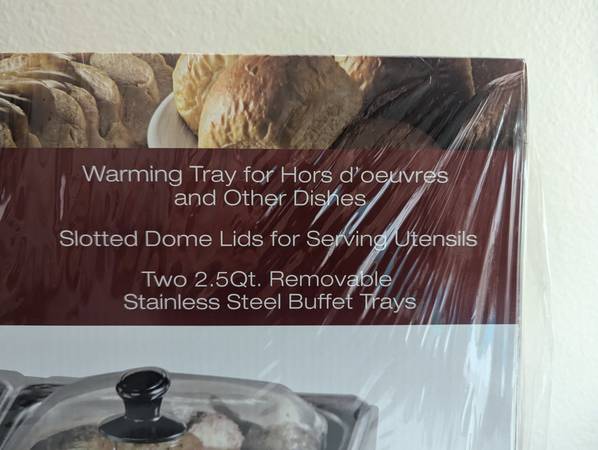 Warming Tray for Hors d'oeuvres
and Other Dishes
Slotted Dome Lids for Serving Utensils
Two 2.5Qt. Removable
Stainless Steel Buffet Trays